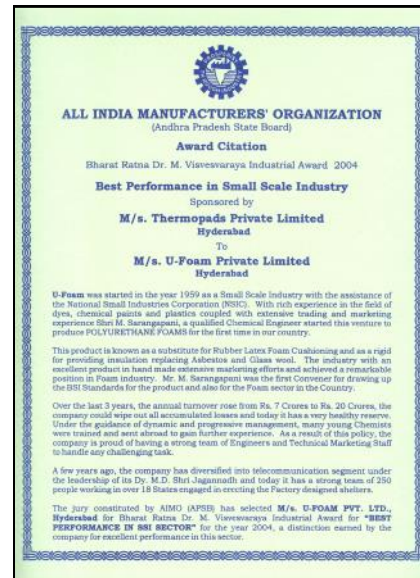 ALL INDIA MANUFACTURERS' ORGANIZATION
(Andhra Pradesh State Board)
Award Citation
Bharat Ratna Dr. M. Visvesvaraya Industrial Award 2004
Best Performance in Small Scale Industry
Sponsored by
M/s. Thermopads Private Limited
Hyderabad
To
M/s. U-Foam Private Limited
Hyderabad
U-Foam was started in the year 1959 as a Small Scale Industry with the assistance of
the National Small Industries Corporation (NSIC). With rich experience in the field of
dyes, chemical paints and plastics coupled with extensive trading and marketing
experience Shri M. Sarangapani, a qualified Chemical Engineer started this venture to
produce POLYURETHANE FOAMS for the first time in our country.
This product is known as a substitute for Rubber Latex Foam Cushioning and as a rigid
for providing insulation replacing Asbestos and Glass wool. The industry with an
excellent product in hand made extensive marketing efforts and achieved a remarkable
position in Foam industry. Mr. M. Sarangapani was the first Convener for drawing up
the BSI Standards for the product and also for the Foam sector in the Country.
Over the last 3 years, the annual turnover rose from Rs. 7 Crores to Rs. 20 Crores, the
company could wipe out all accumulated losses and today it has a very healthy reserve.
Under the guidance of dynamic and progressive management, many young Chemists
were trained and sent abroad to gain further experience. As a result of this policy, the
company is proud of having a strong team of Engineers and Technical Marketing Staff
to handle any challenging task.
A few years ago, the company has diversified into telecommunication segment under
the leadership of its Dy. M.D. Shri Jagannadh and today it has a strong team of 250
people working in over 18 States engaged in erecting the Factory designed shelters.
The jury constituted by AIMO (APSB) has selected M/s. U-FOAM PVT. LTD.,
Hyderabad for Bharat Ratna Dr. M. Visvesvaraya Industrial Award for "BEST
PERFORMANCE IN SSI SECTOR" for the year 2004, a distinction earned by the
company for excellent performance in this sector.